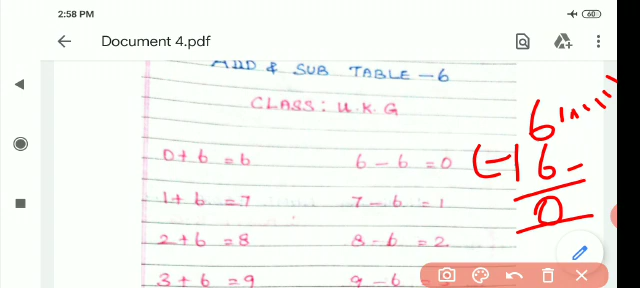 2:58 PM
60
Document 4.pdf
ADD & SUB TABLE - 6
CLASS: U.K.G
0 + 6 = 6 6 - 6 = 0
1 + 6 = 7 7 - 6 = 1
2 + 6 = 8 8 - 6 = 2
3 + 6 = 9 9 - 6 =
6
(-) 6
0